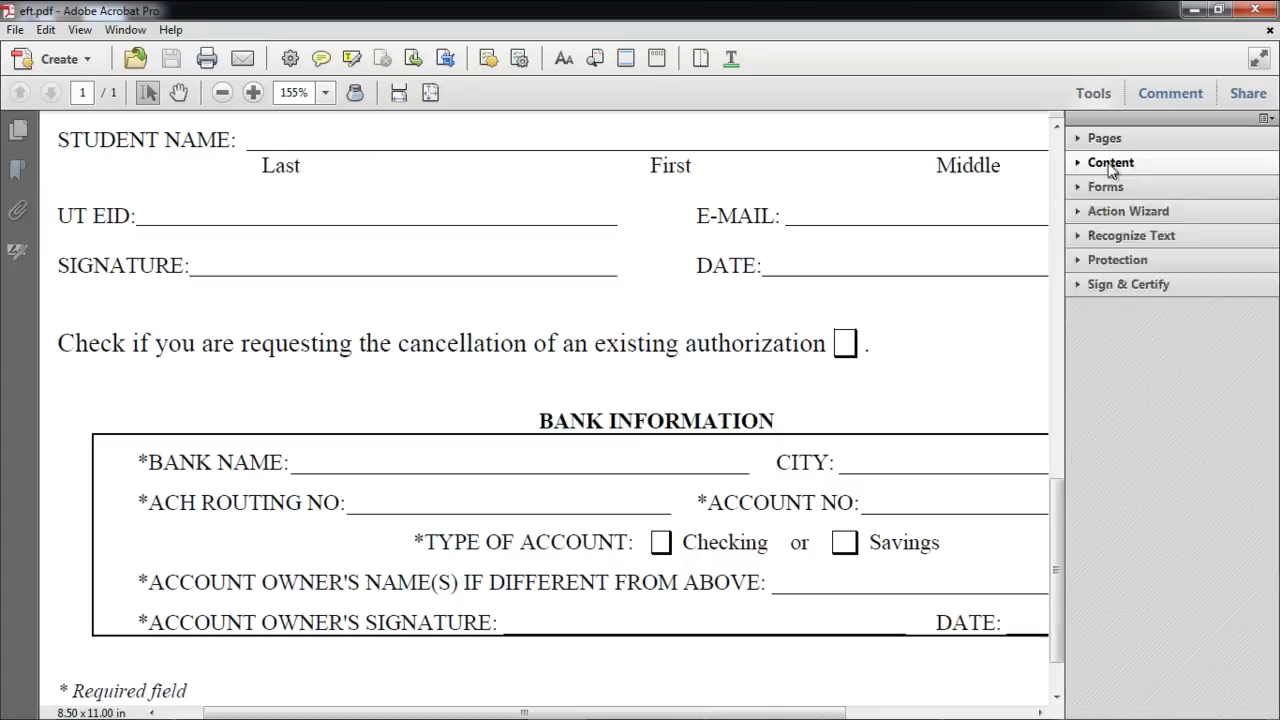 eft.pdf - Adobe Acrobat Pro
File Edit View Window Help
Create
1 / 1 155% Tools Comment Share
STUDENT NAME:
Last First Middle
UT EID: E-MAIL:
SIGNATURE: DATE:
Check if you are requesting the cancellation of an existing authorization .
BANK INFORMATION
*BANK NAME: CITY:
*ACH ROUTING NO: *ACCOUNT NO:
*TYPE OF ACCOUNT: Checking or Savings
*ACCOUNT OWNER'S NAME(S) IF DIFFERENT FROM ABOVE:
*ACCOUNT OWNER'S SIGNATURE: DATE:
* Required field
8.50 x 11.00 in
Pages
Content
Forms
Action Wizard
Recognize Text
Protection
Sign & Certify